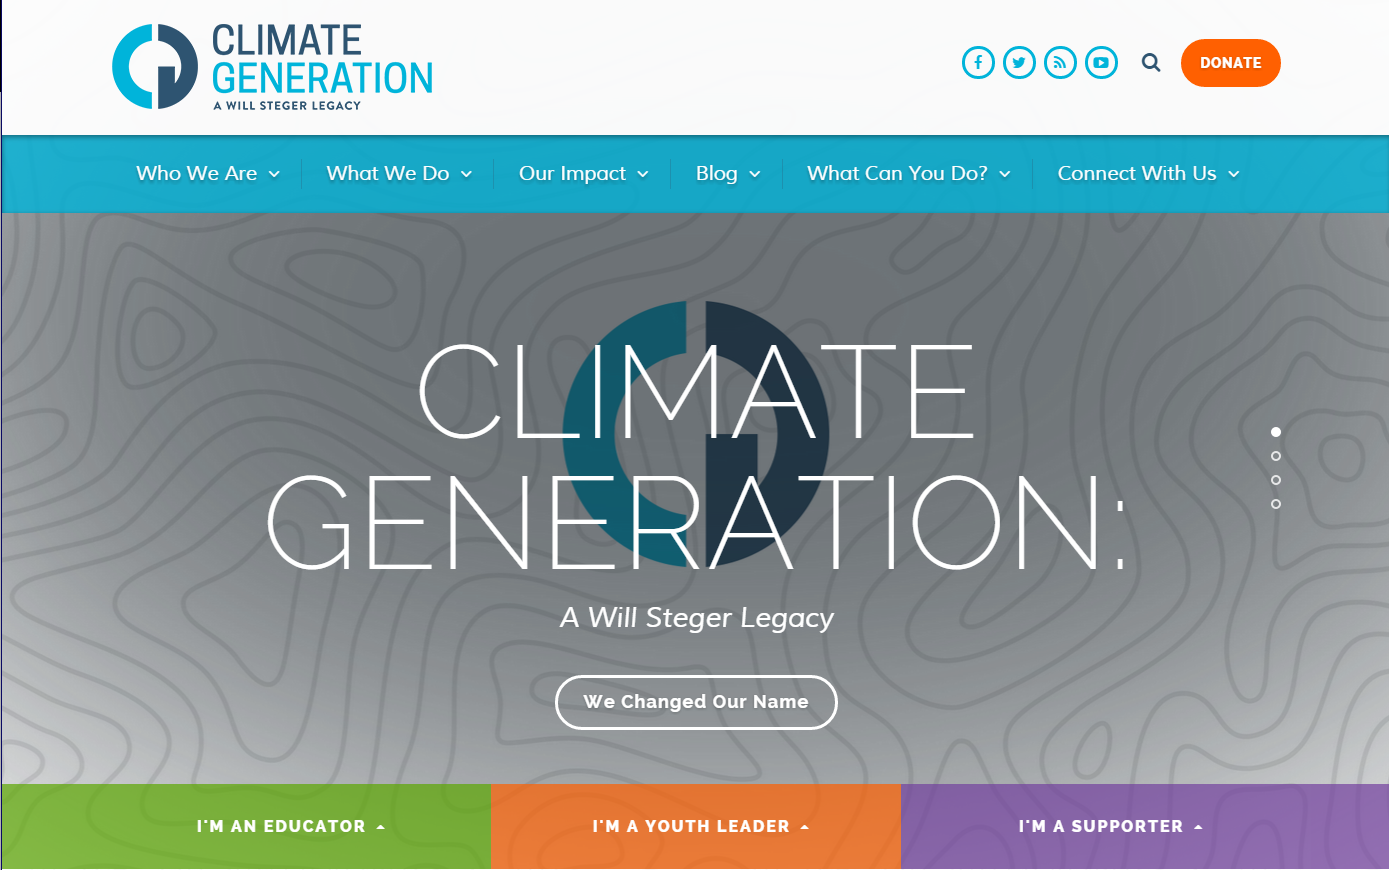 CLIMATE
GENERATION
A WILL STEGER LEGACY
DONATE
Who We Are
What We Do
Our Impact
Blog
What Can You Do?
Connect With Us
CLIMATE
GENERATION:
A Will Steger Legacy
We Changed Our Name
I'M AN EDUCATOR
I'M A YOUTH LEADER
I'M A SUPPORTER